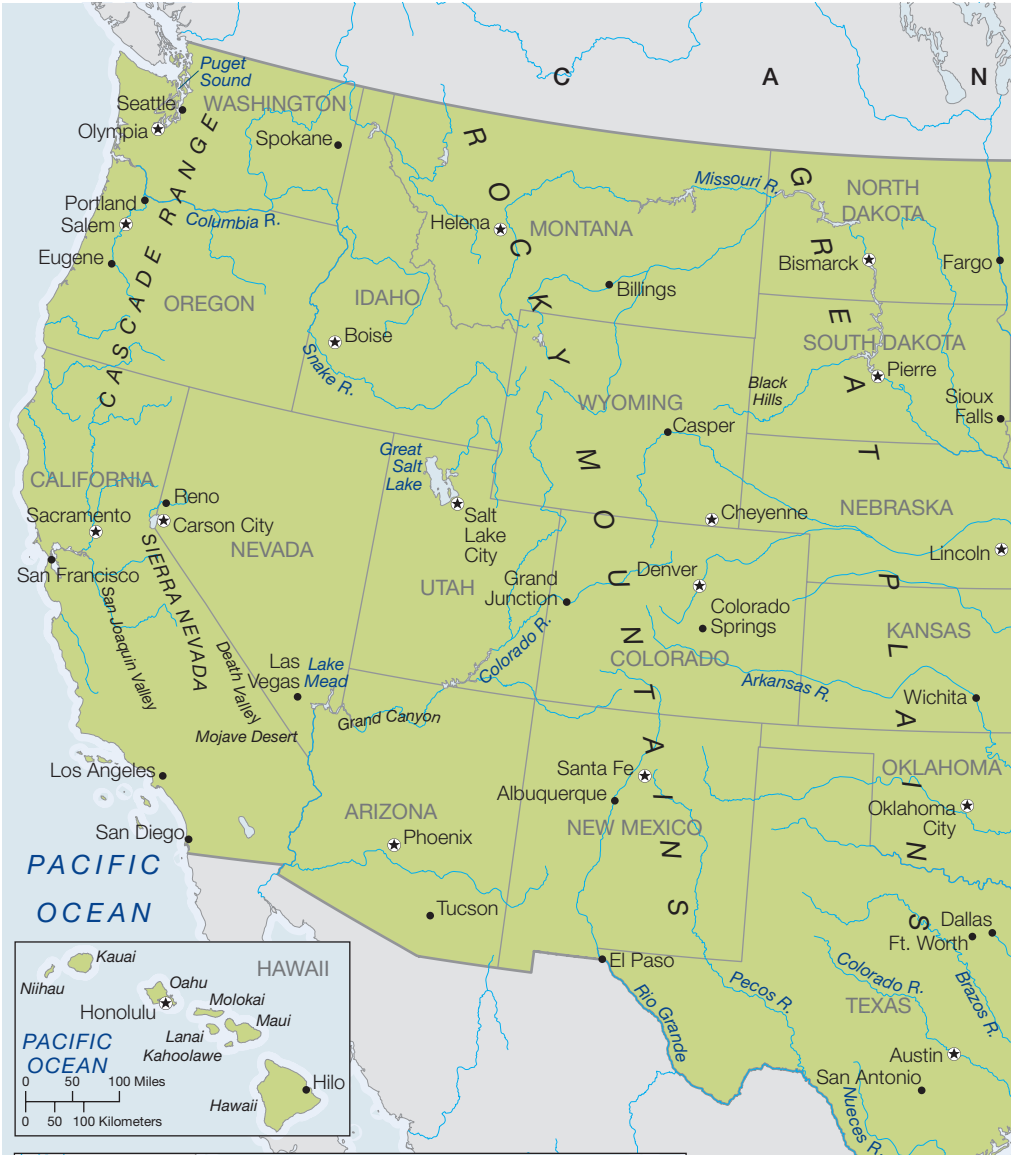 C A N
Puget
Sound
Seattle
WASHINGTON
Olympia
Spokane
CASCADE RANGE
Portland
Salem
Columbia R.
Eugene
OREGON
IDAHO
Boise
Snake R.
ROCKY MOUNTAINS
Helena
MONTANA
Missouri R.
Billings
GREAT PLAINS
NORTH
DAKOTA
Bismarck
Fargo
SOUTH DAKOTA
Pierre
Black
Hills
Sioux
Falls
WYOMING
Casper
Cheyenne
NEBRASKA
Lincoln
CALIFORNIA
Reno
Sacramento
Carson City
San Francisco
SIERRA NEVADA
San Joaquin Valley
NEVADA
Great
Salt
Lake
Salt
Lake
City
UTAH
Grand
Junction
Denver
Colorado
Springs
COLORADO
Colorado R.
Arkansas R.
KANSAS
Wichita
Death Valley
Las
Vegas
Lake
Mead
Grand Canyon
Mojave Desert
Los Angeles
San Diego
ARIZONA
Phoenix
Tucson
Santa Fe
Albuquerque
NEW MEXICO
OKLAHOMA
Oklahoma
City
El Paso
Rio Grande
Pecos R.
Dallas
Ft. Worth
Colorado R.
Brazos R.
TEXAS
Austin
San Antonio
Nueces R.
PACIFIC
OCEAN
HAWAII
Kauai
Niihau
Oahu
Honolulu
Molokai
Maui
Lanai
Kahoolawe
PACIFIC
OCEAN
Hilo
Hawaii
0 50 100 Miles
0 50 100 Kilometers